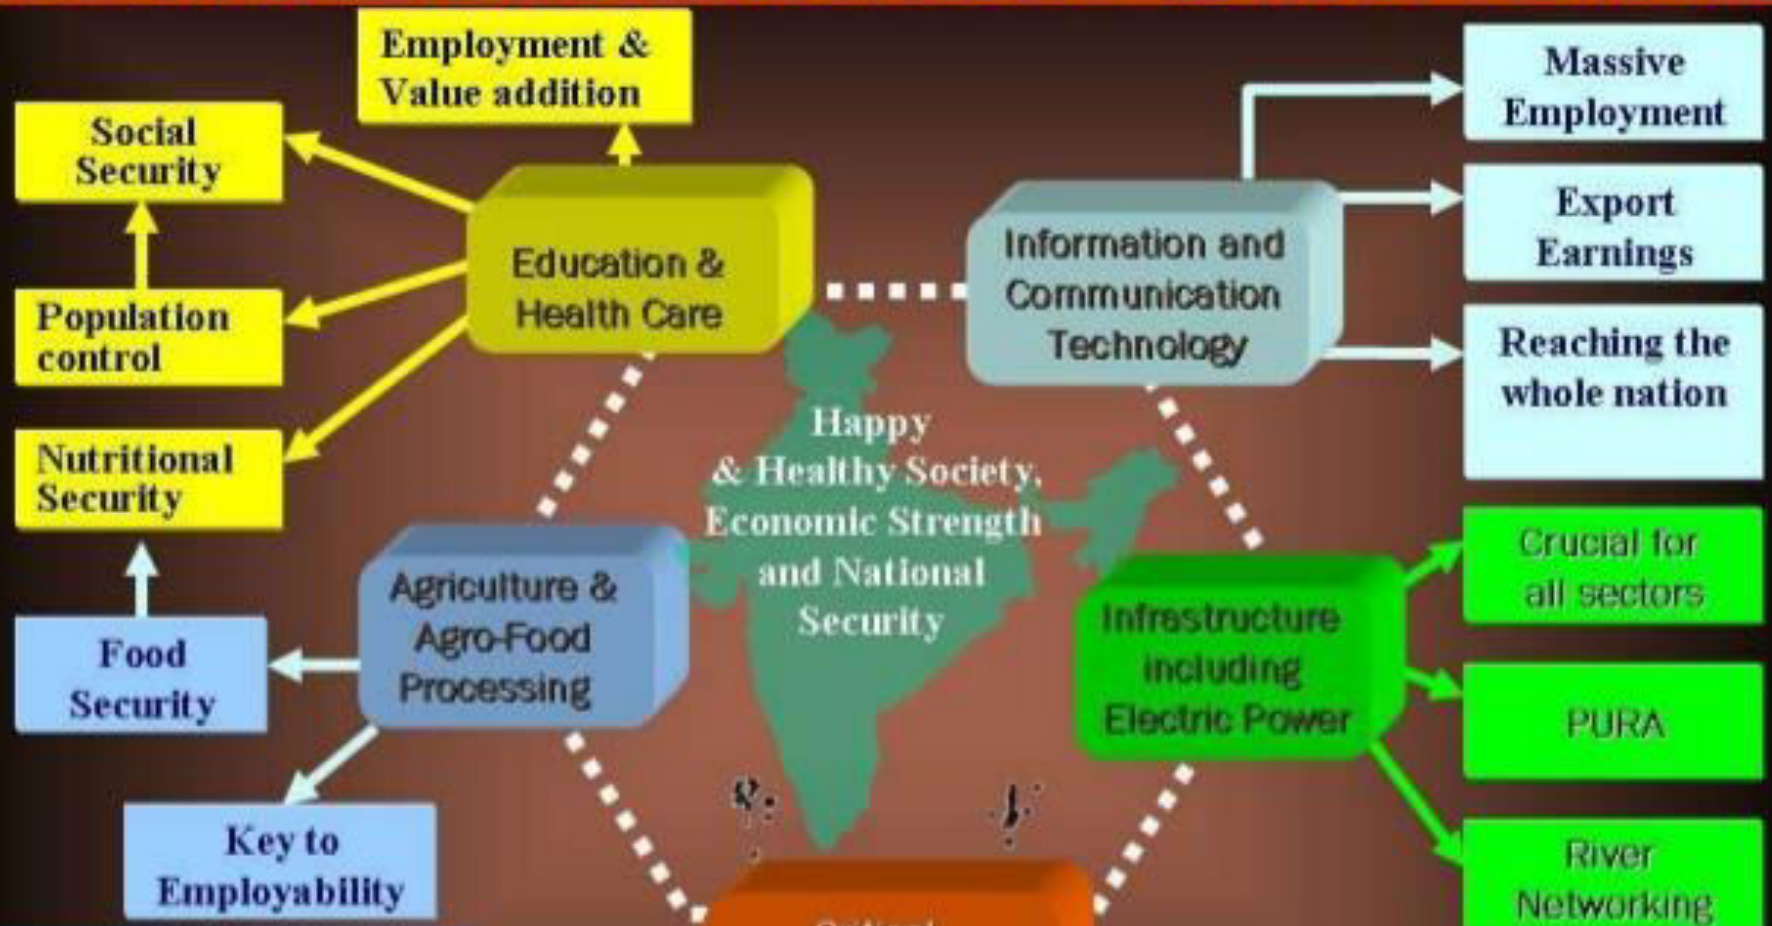 Employment &
Value addition
Social
Security
Population
control
Nutritional
Security
Education &
Health Care
Information and
Communication
Technology
Massive
Employment
Export
Earnings
Reaching the
whole nation
Happy
& Healthy Society,
Economic Strength
and National
Security
Agriculture &
Agro-Food
Processing
Food
Security
Key to
Employability
Infrastructure
including
Electric Power
Crucial for
all sectors
PURA
River
Networking